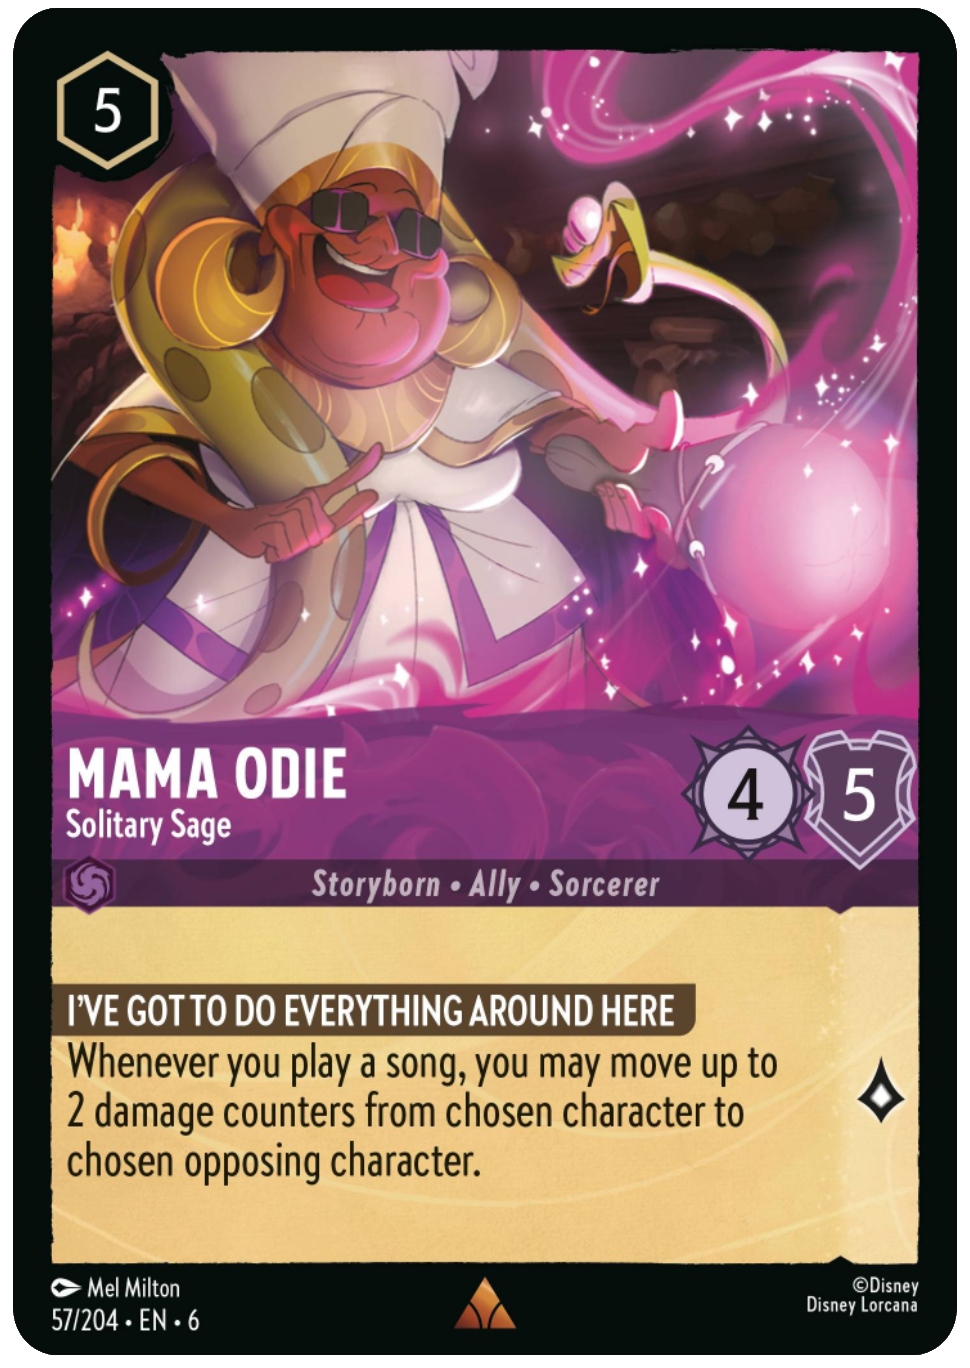 5
MAMA ODIE
Solitary Sage
4
5
Storyborn • Ally • Sorcerer
I'VE GOT TO DO EVERYTHING AROUND HERE
Whenever you play a song, you may move up to
2 damage counters from chosen character to
chosen opposing character.
Mel Milton
57/204 • EN • 6
©Disney
Disney Lorcana